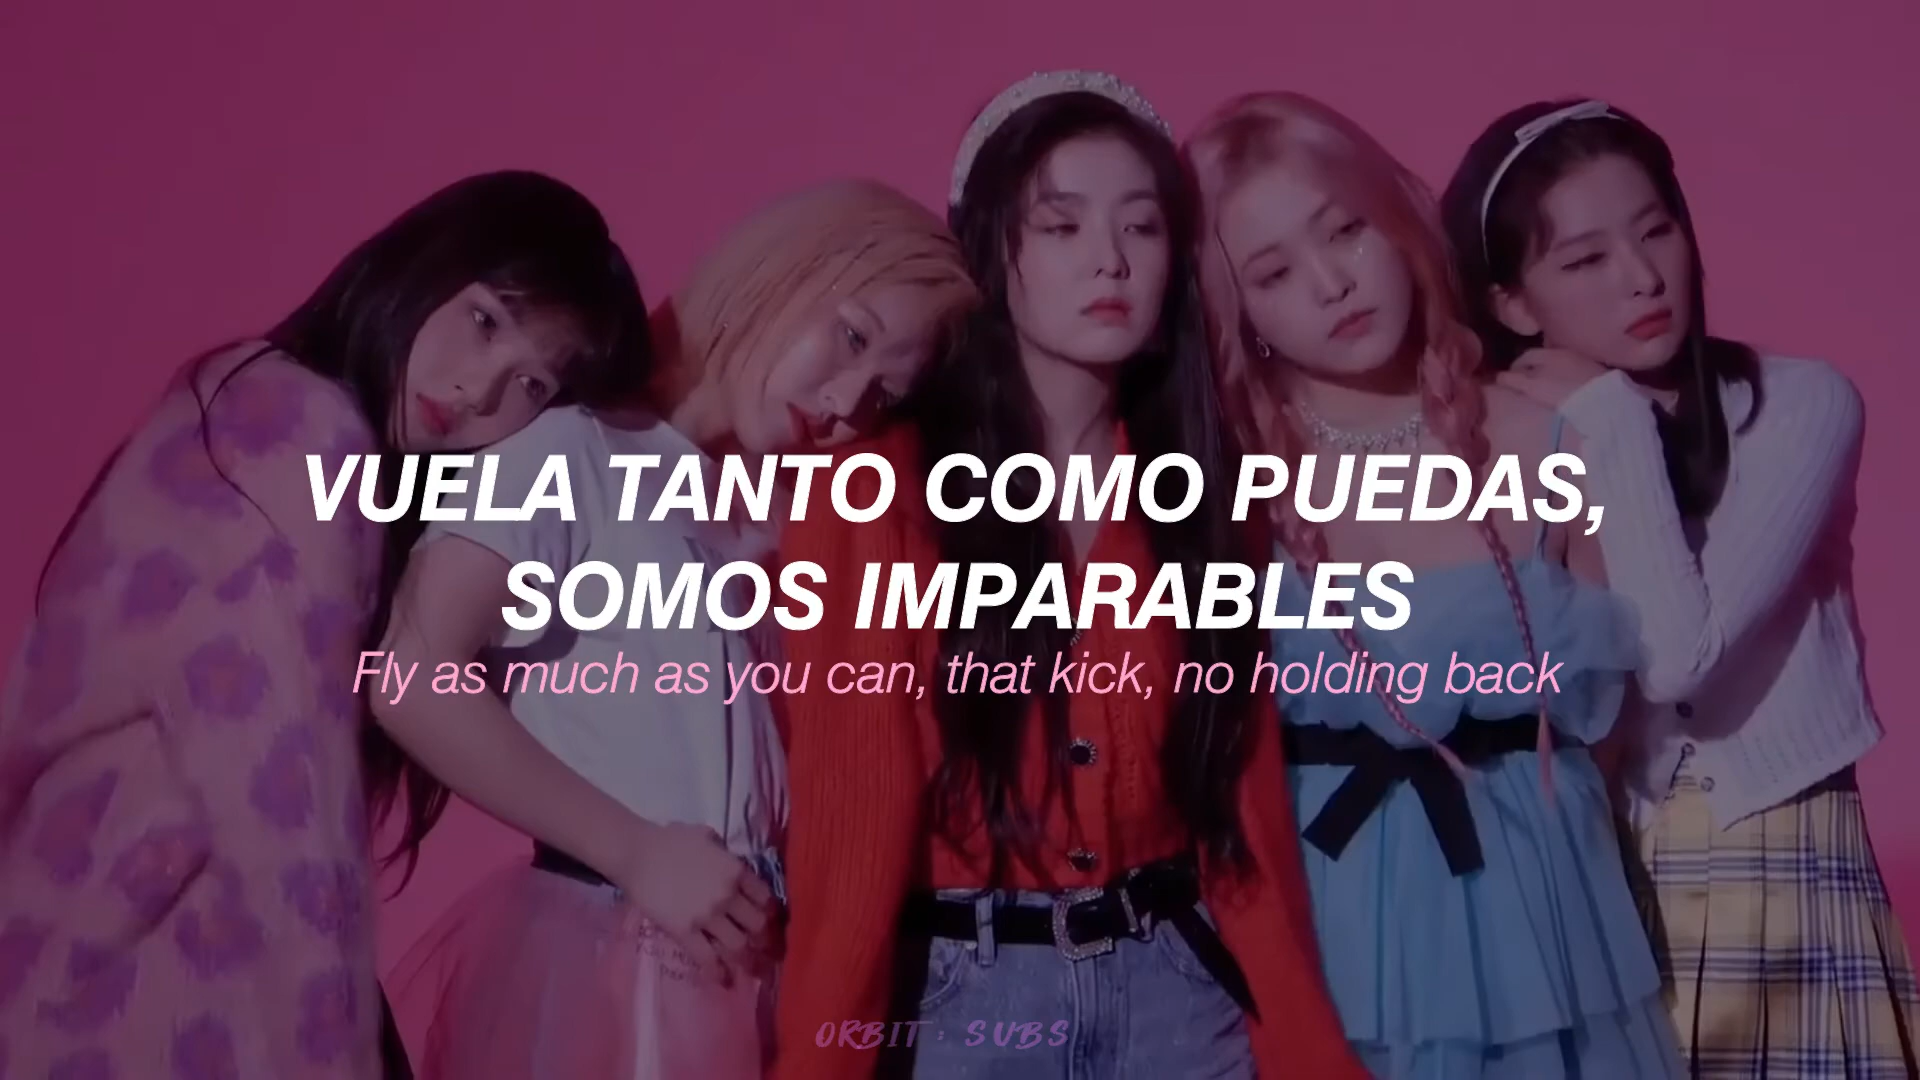 VUELA TANTO COMO PUEDAS,
SOMOS IMPARABLES
Fly as much as you can, that kick, no holding back
ORBIT : SUBS